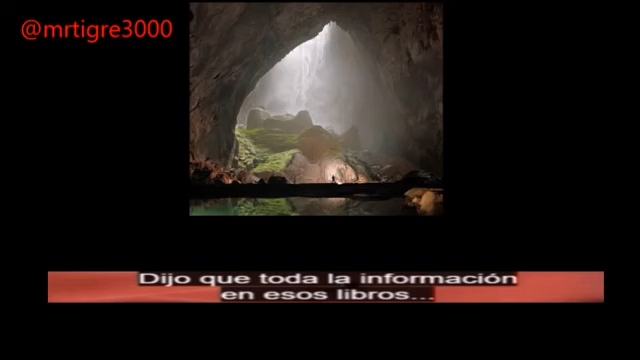 @mrtigre3000
Dijo que toda la información
en esos libros...